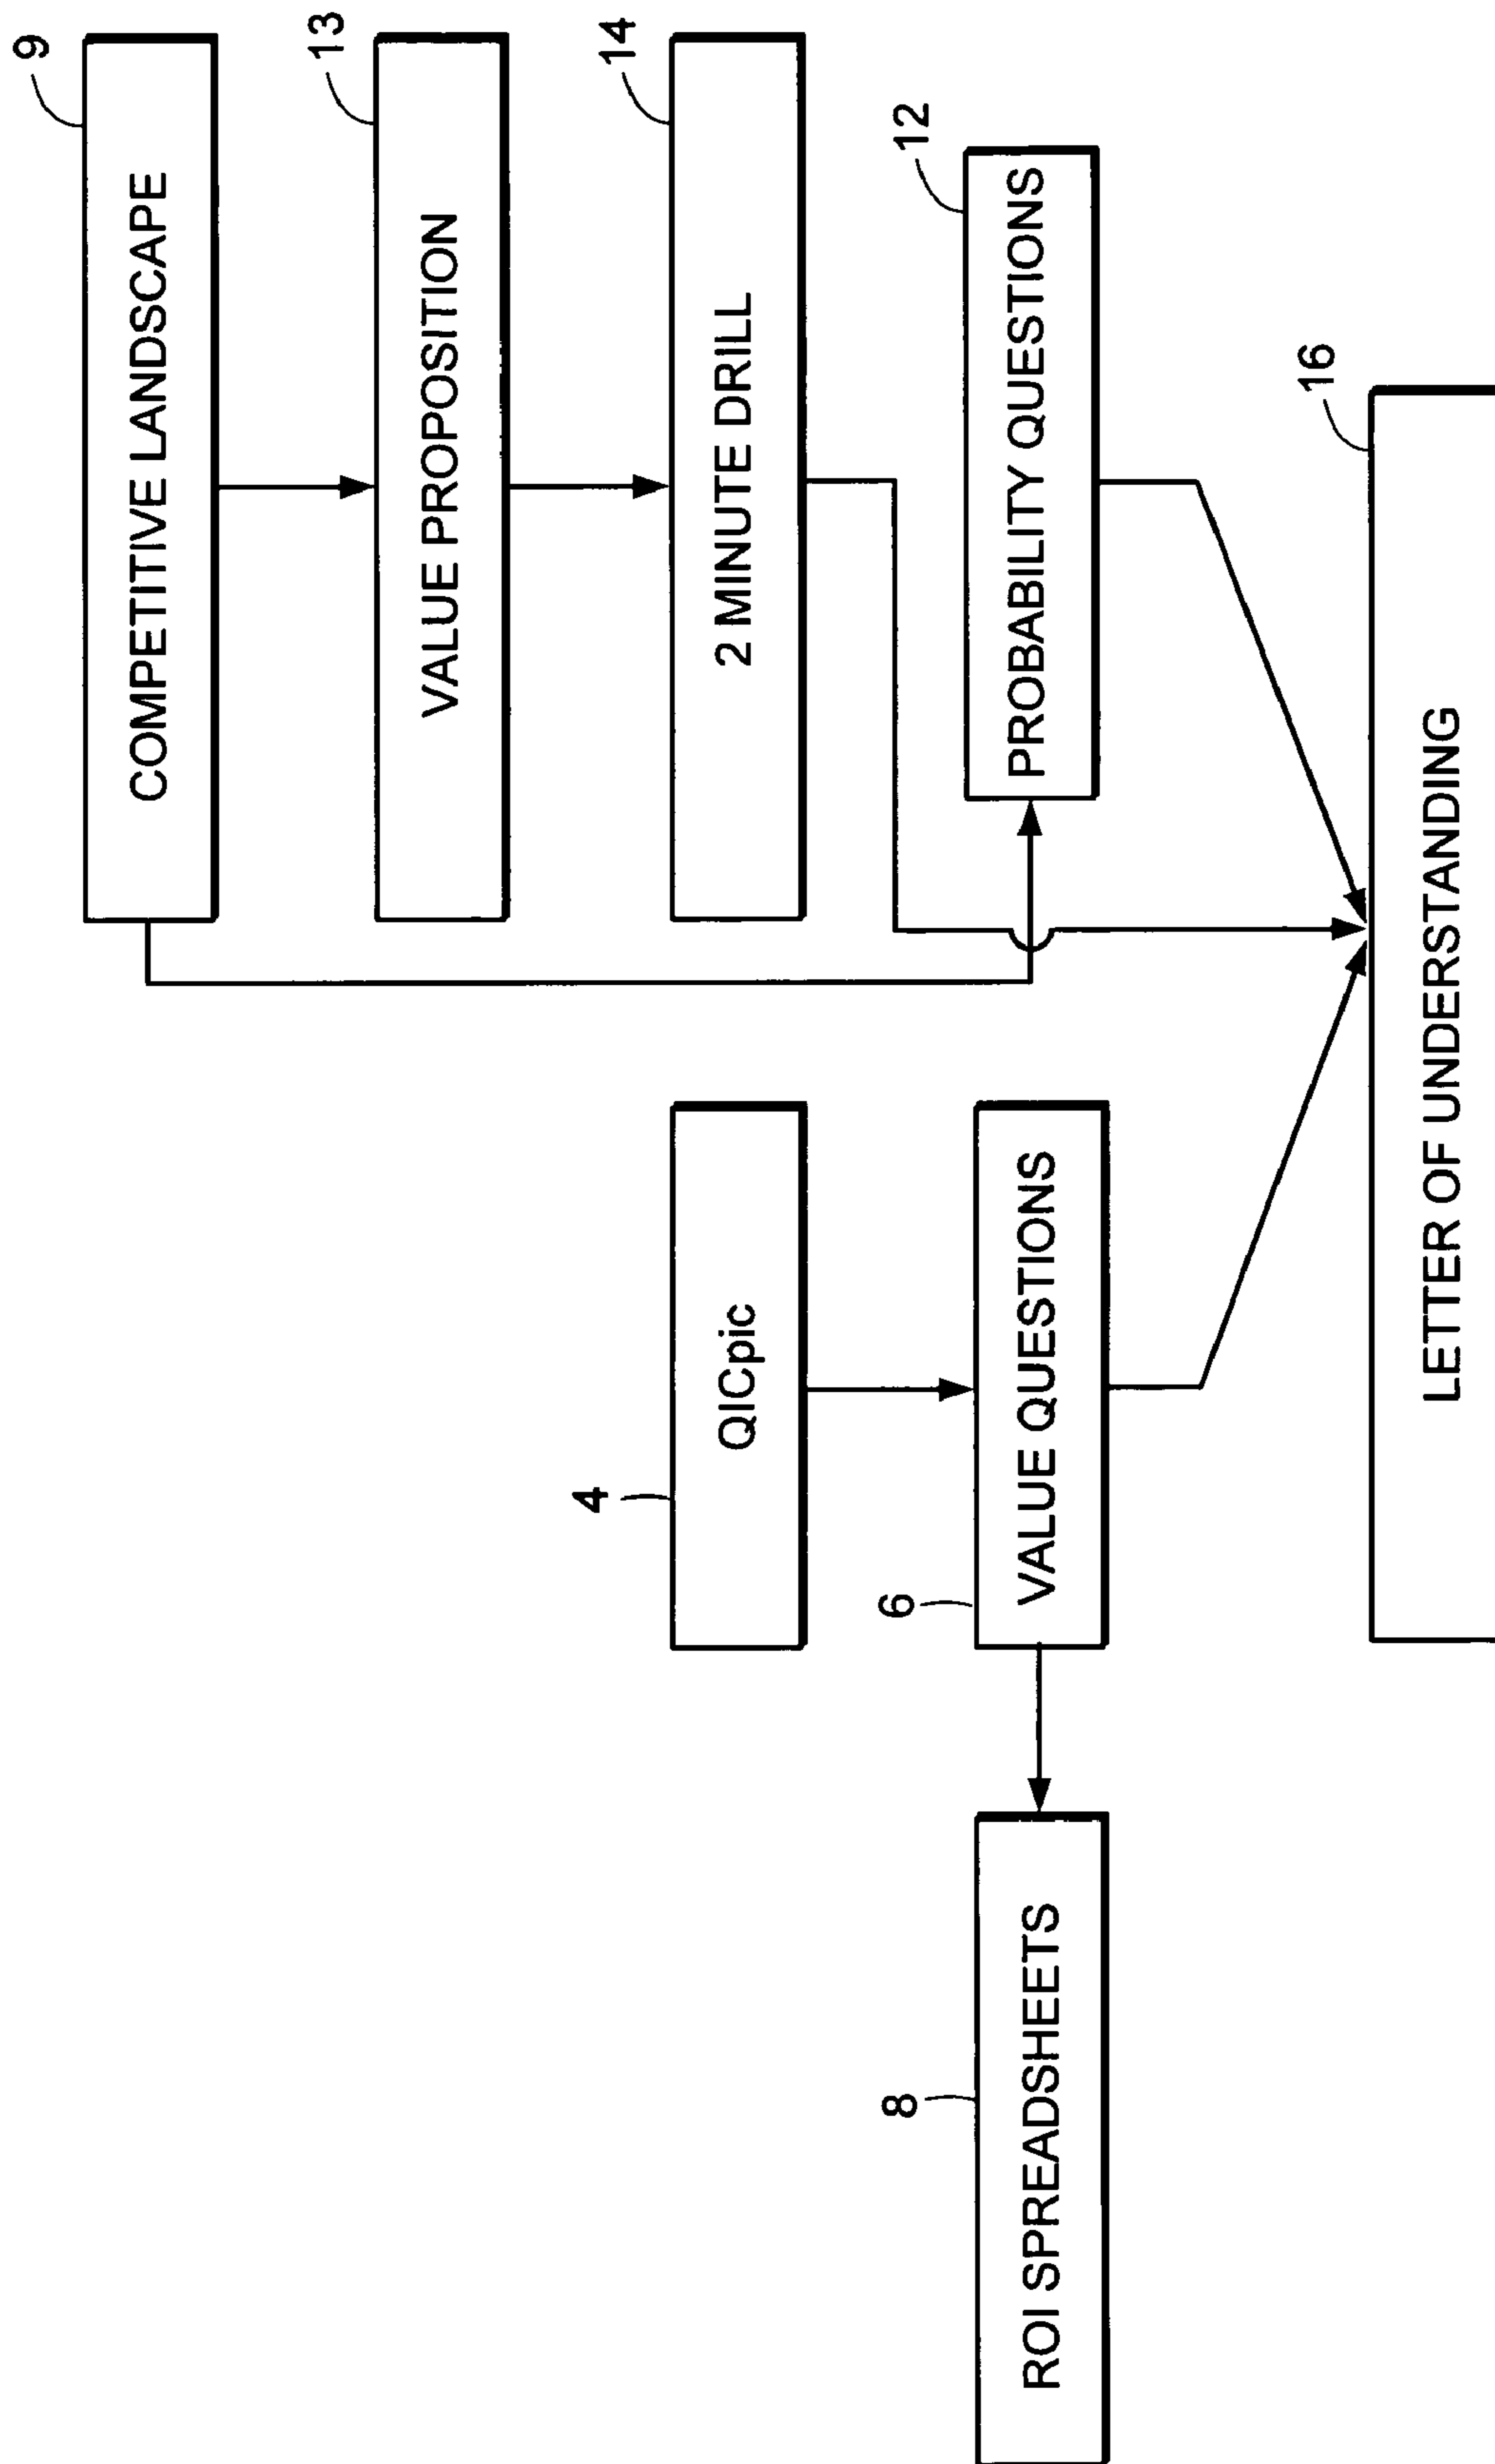 9
COMPETITIVE LANDSCAPE
13
VALUE PROPOSITION
14
2 MINUTE DRILL
4
QICpic
12
PROBABILITY QUESTIONS
6
VALUE QUESTIONS
8
ROI SPREADSHEETS
16
LETTER OF UNDERSTANDING